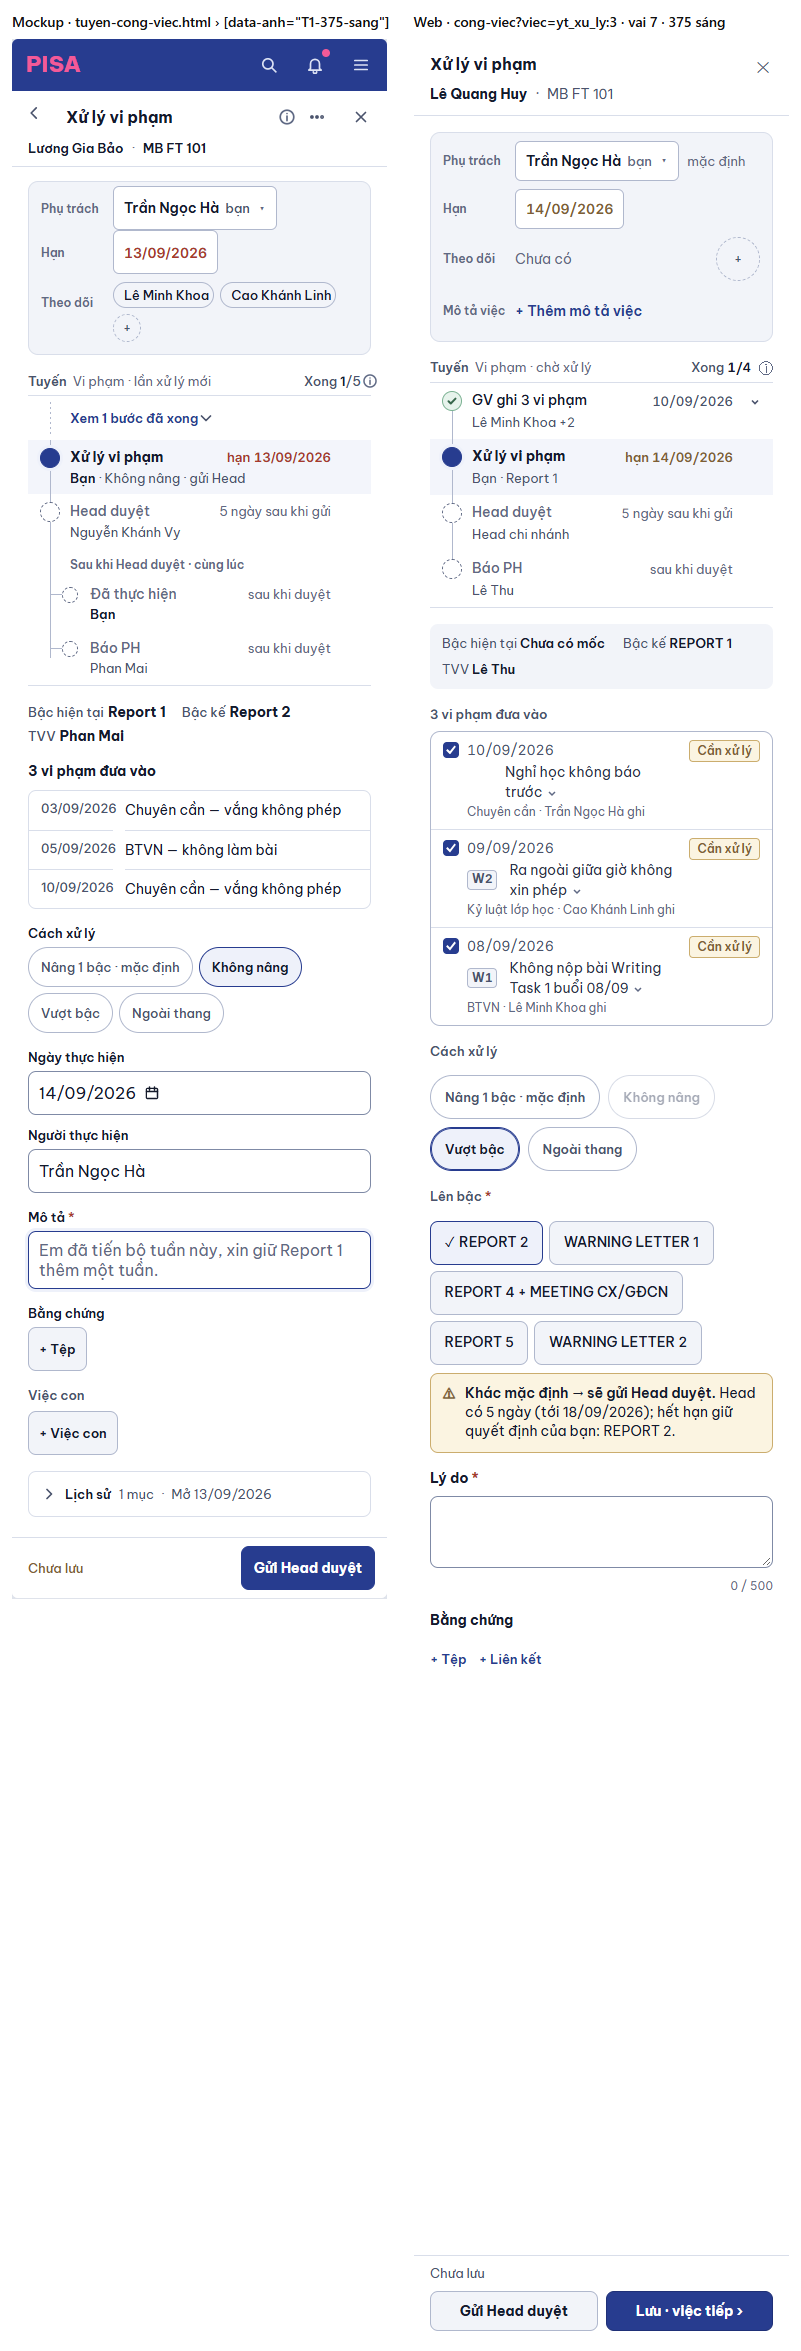 Mockup · tuyen-cong-viec.html › [data-anh="T1-375-sang"]
PISA
Xử lý vi phạm
Lương Gia Bảo · MB FT 101
Phụ trách Trần Ngọc Hà bạn
Hạn 13/09/2026
Theo dõi Lê Minh Khoa Cao Khánh Linh
+
Tuyến Vi phạm · lần xử lý mới Xong 1/5
Xem 1 bước đã xong
Xử lý vi phạm hạn 13/09/2026
Bạn · Không nâng · gửi Head
Head duyệt 5 ngày sau khi gửi
Nguyễn Khánh Vy
Sau khi Head duyệt · cùng lúc
Đã thực hiện sau khi duyệt
Bạn
Báo PH sau khi duyệt
Phan Mai
Bậc hiện tại Report 1 Bậc kế Report 2
TVV Phan Mai
3 vi phạm đưa vào
03/09/2026 Chuyên cần — vắng không phép
05/09/2026 BTVN — không làm bài
10/09/2026 Chuyên cần — vắng không phép
Cách xử lý
Nâng 1 bậc · mặc định Không nâng
Vượt bậc Ngoài thang
Ngày thực hiện
14/09/2026
Người thực hiện
Trần Ngọc Hà
Mô tả *
Em đã tiến bộ tuần này, xin giữ Report 1
thêm một tuần.
Bằng chứng
+ Tệp
Việc con
+ Việc con
Lịch sử 1 mục · Mở 13/09/2026
Chưa lưu Gửi Head duyệt
Web · cong-viec?viec=yt_xu_ly:3 · vai 7 · 375 sáng
Xử lý vi phạm
Lê Quang Huy · MB FT 101
Phụ trách Trần Ngọc Hà bạn mặc định
Hạn 14/09/2026
Theo dõi Chưa có +
Mô tả việc + Thêm mô tả việc
Tuyến Vi phạm · chờ xử lý Xong 1/4
GV ghi 3 vi phạm 10/09/2026
Lê Minh Khoa +2
Xử lý vi phạm hạn 14/09/2026
Bạn · Report 1
Head duyệt 5 ngày sau khi gửi
Head chi nhánh
Báo PH sau khi duyệt
Lê Thu
Bậc hiện tại Chưa có mốc Bậc kế REPORT 1
TVV Lê Thu
3 vi phạm đưa vào
10/09/2026 Cần xử lý
Nghỉ học không báo
trước
Chuyên cần · Trần Ngọc Hà ghi
09/09/2026 Cần xử lý
W2 Ra ngoài giữa giờ không
xin phép
Kỷ luật lớp học · Cao Khánh Linh ghi
08/09/2026 Cần xử lý
W1 Không nộp bài Writing
Task 1 buổi 08/09
BTVN · Lê Minh Khoa ghi
Cách xử lý
Nâng 1 bậc · mặc định Không nâng
Vượt bậc Ngoài thang
Lên bậc *
✓ REPORT 2 WARNING LETTER 1
REPORT 4 + MEETING CX/GĐCN
REPORT 5 WARNING LETTER 2
Khác mặc định → sẽ gửi Head duyệt. Head
có 5 ngày (tới 18/09/2026); hết hạn giữ
quyết định của bạn: REPORT 2.
Lý do *
0 / 500
Bằng chứng
+ Tệp + Liên kết
Chưa lưu
Gửi Head duyệt Lưu · việc tiếp ›